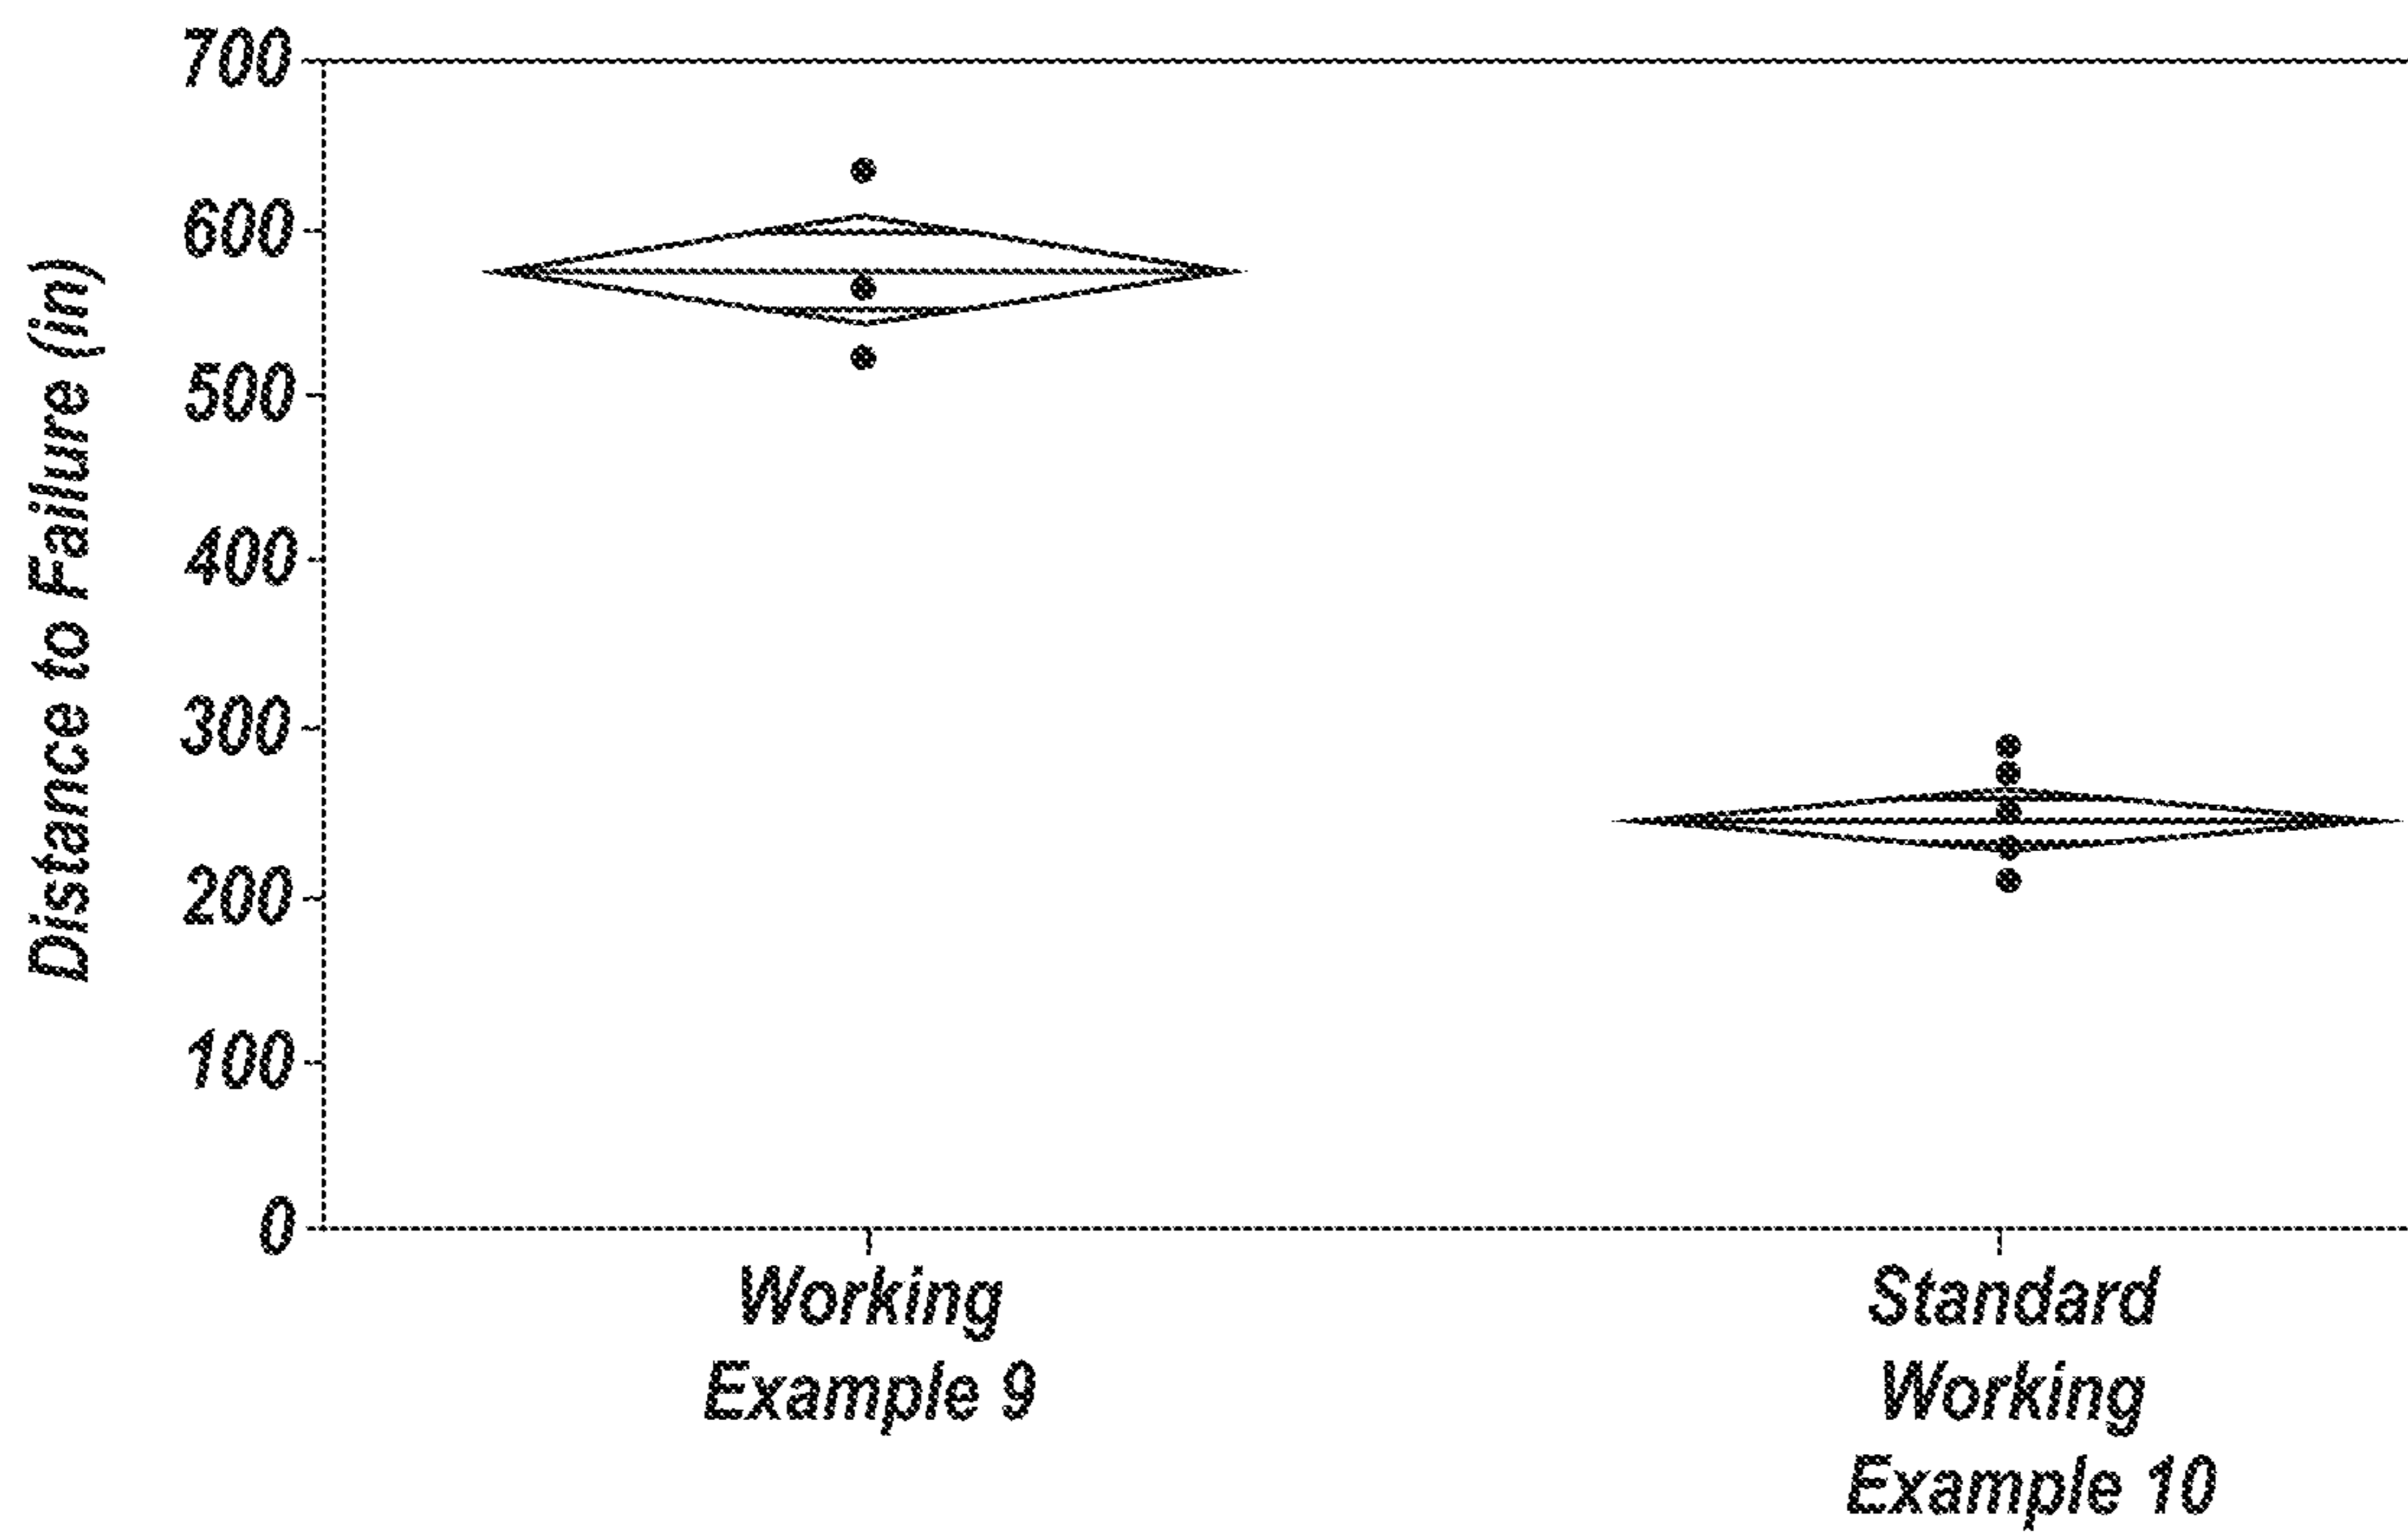 700
600
500
400
300
200
100
0
Distance to Failure (in)
Working
Example 9
Standard
Working
Example 10